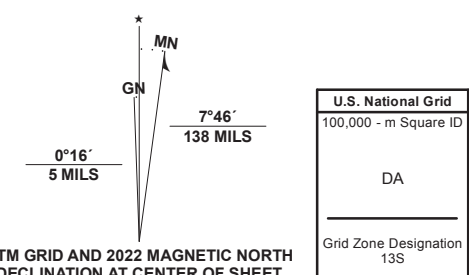 ★
MN
GN
7°46´
138 MILS
0°16´
5 MILS
TM GRID AND 2022 MAGNETIC NORTH
DECLINATION AT CENTER OF SHEET
U.S. National Grid
100,000 - m Square ID
DA
Grid Zone Designation
13S